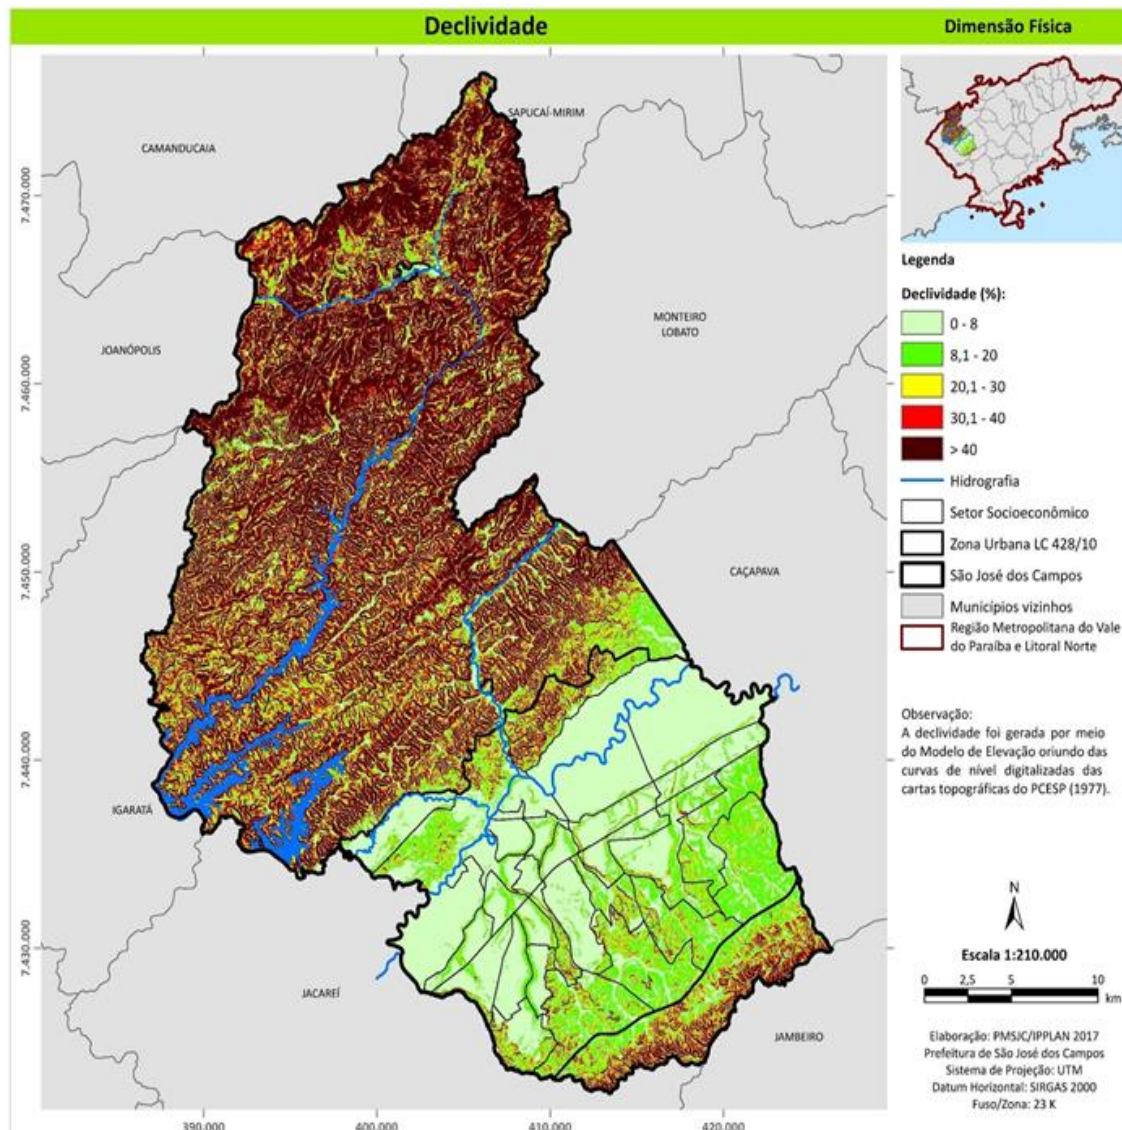 Declividade
Dimensão Física
SAPUCAÍ-MIRIM
CAMANDUCAIA
MONTEIRO
LOBATO
JOANÓPOLIS
CAÇAPAVA
IGARATÁ
JACAREÍ
JAMBEIRO
7.470.000
7.460.000
7.450.000
7.440.000
7.430.000
390.000
400.000
410.000
420.000
Legenda
Declividade (%):
0 - 8
8,1 - 20
20,1 - 30
30,1 - 40
> 40
Hidrografia
Setor Socioeconômico
Zona Urbana LC 428/10
São José dos Campos
Municípios vizinhos
Região Metropolitana do Vale
do Paraíba e Litoral Norte
Observação:
A declividade foi gerada por meio
do Modelo de Elevação oriundo das
curvas de nível digitalizadas das
cartas topográficas do PCESP (1977).
N
Escala 1:210.000
0 2,5 5 10
km
Elaboração: PMSJC/IPPLAN 2017
Prefeitura de São José dos Campos
Sistema de Projeção: UTM
Datum Horizontal: SIRGAS 2000
Fuso/Zona: 23 K